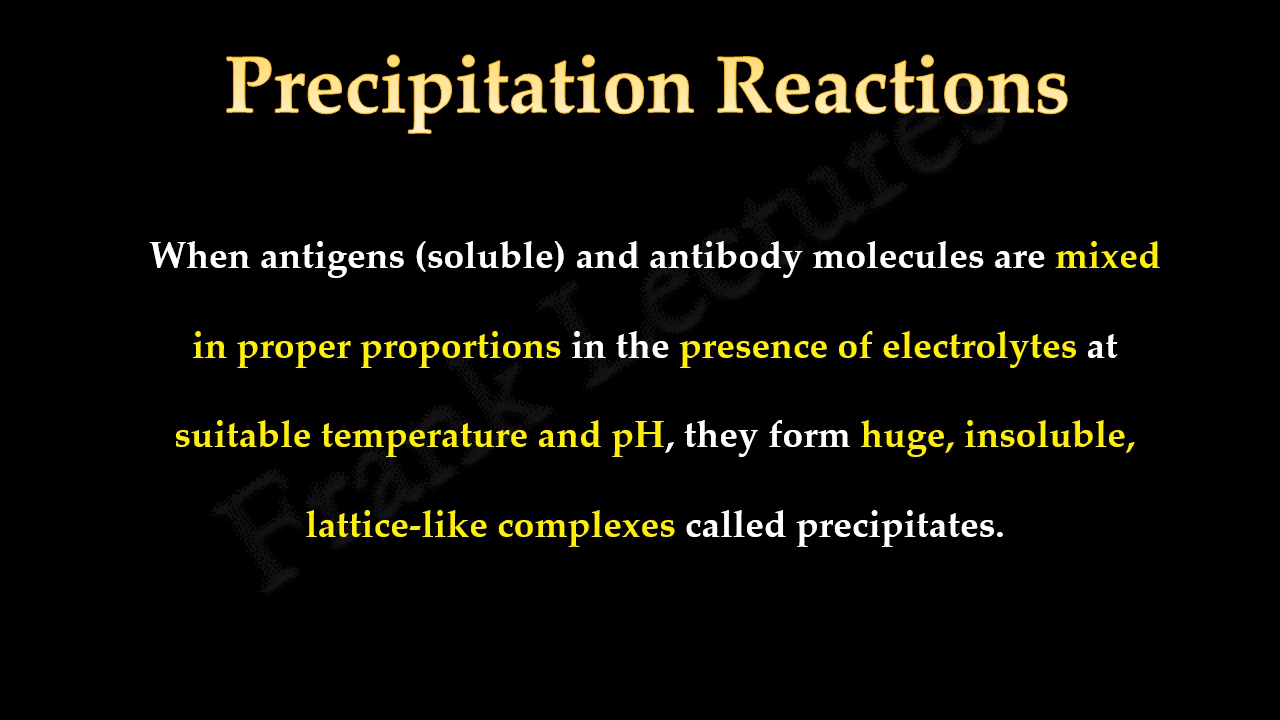 Precipitation Reactions
When antigens (soluble) and antibody molecules are mixed
in proper proportions in the presence of electrolytes at
suitable temperature and pH, they form huge, insoluble,
lattice-like complexes called precipitates.
Frank Lectures